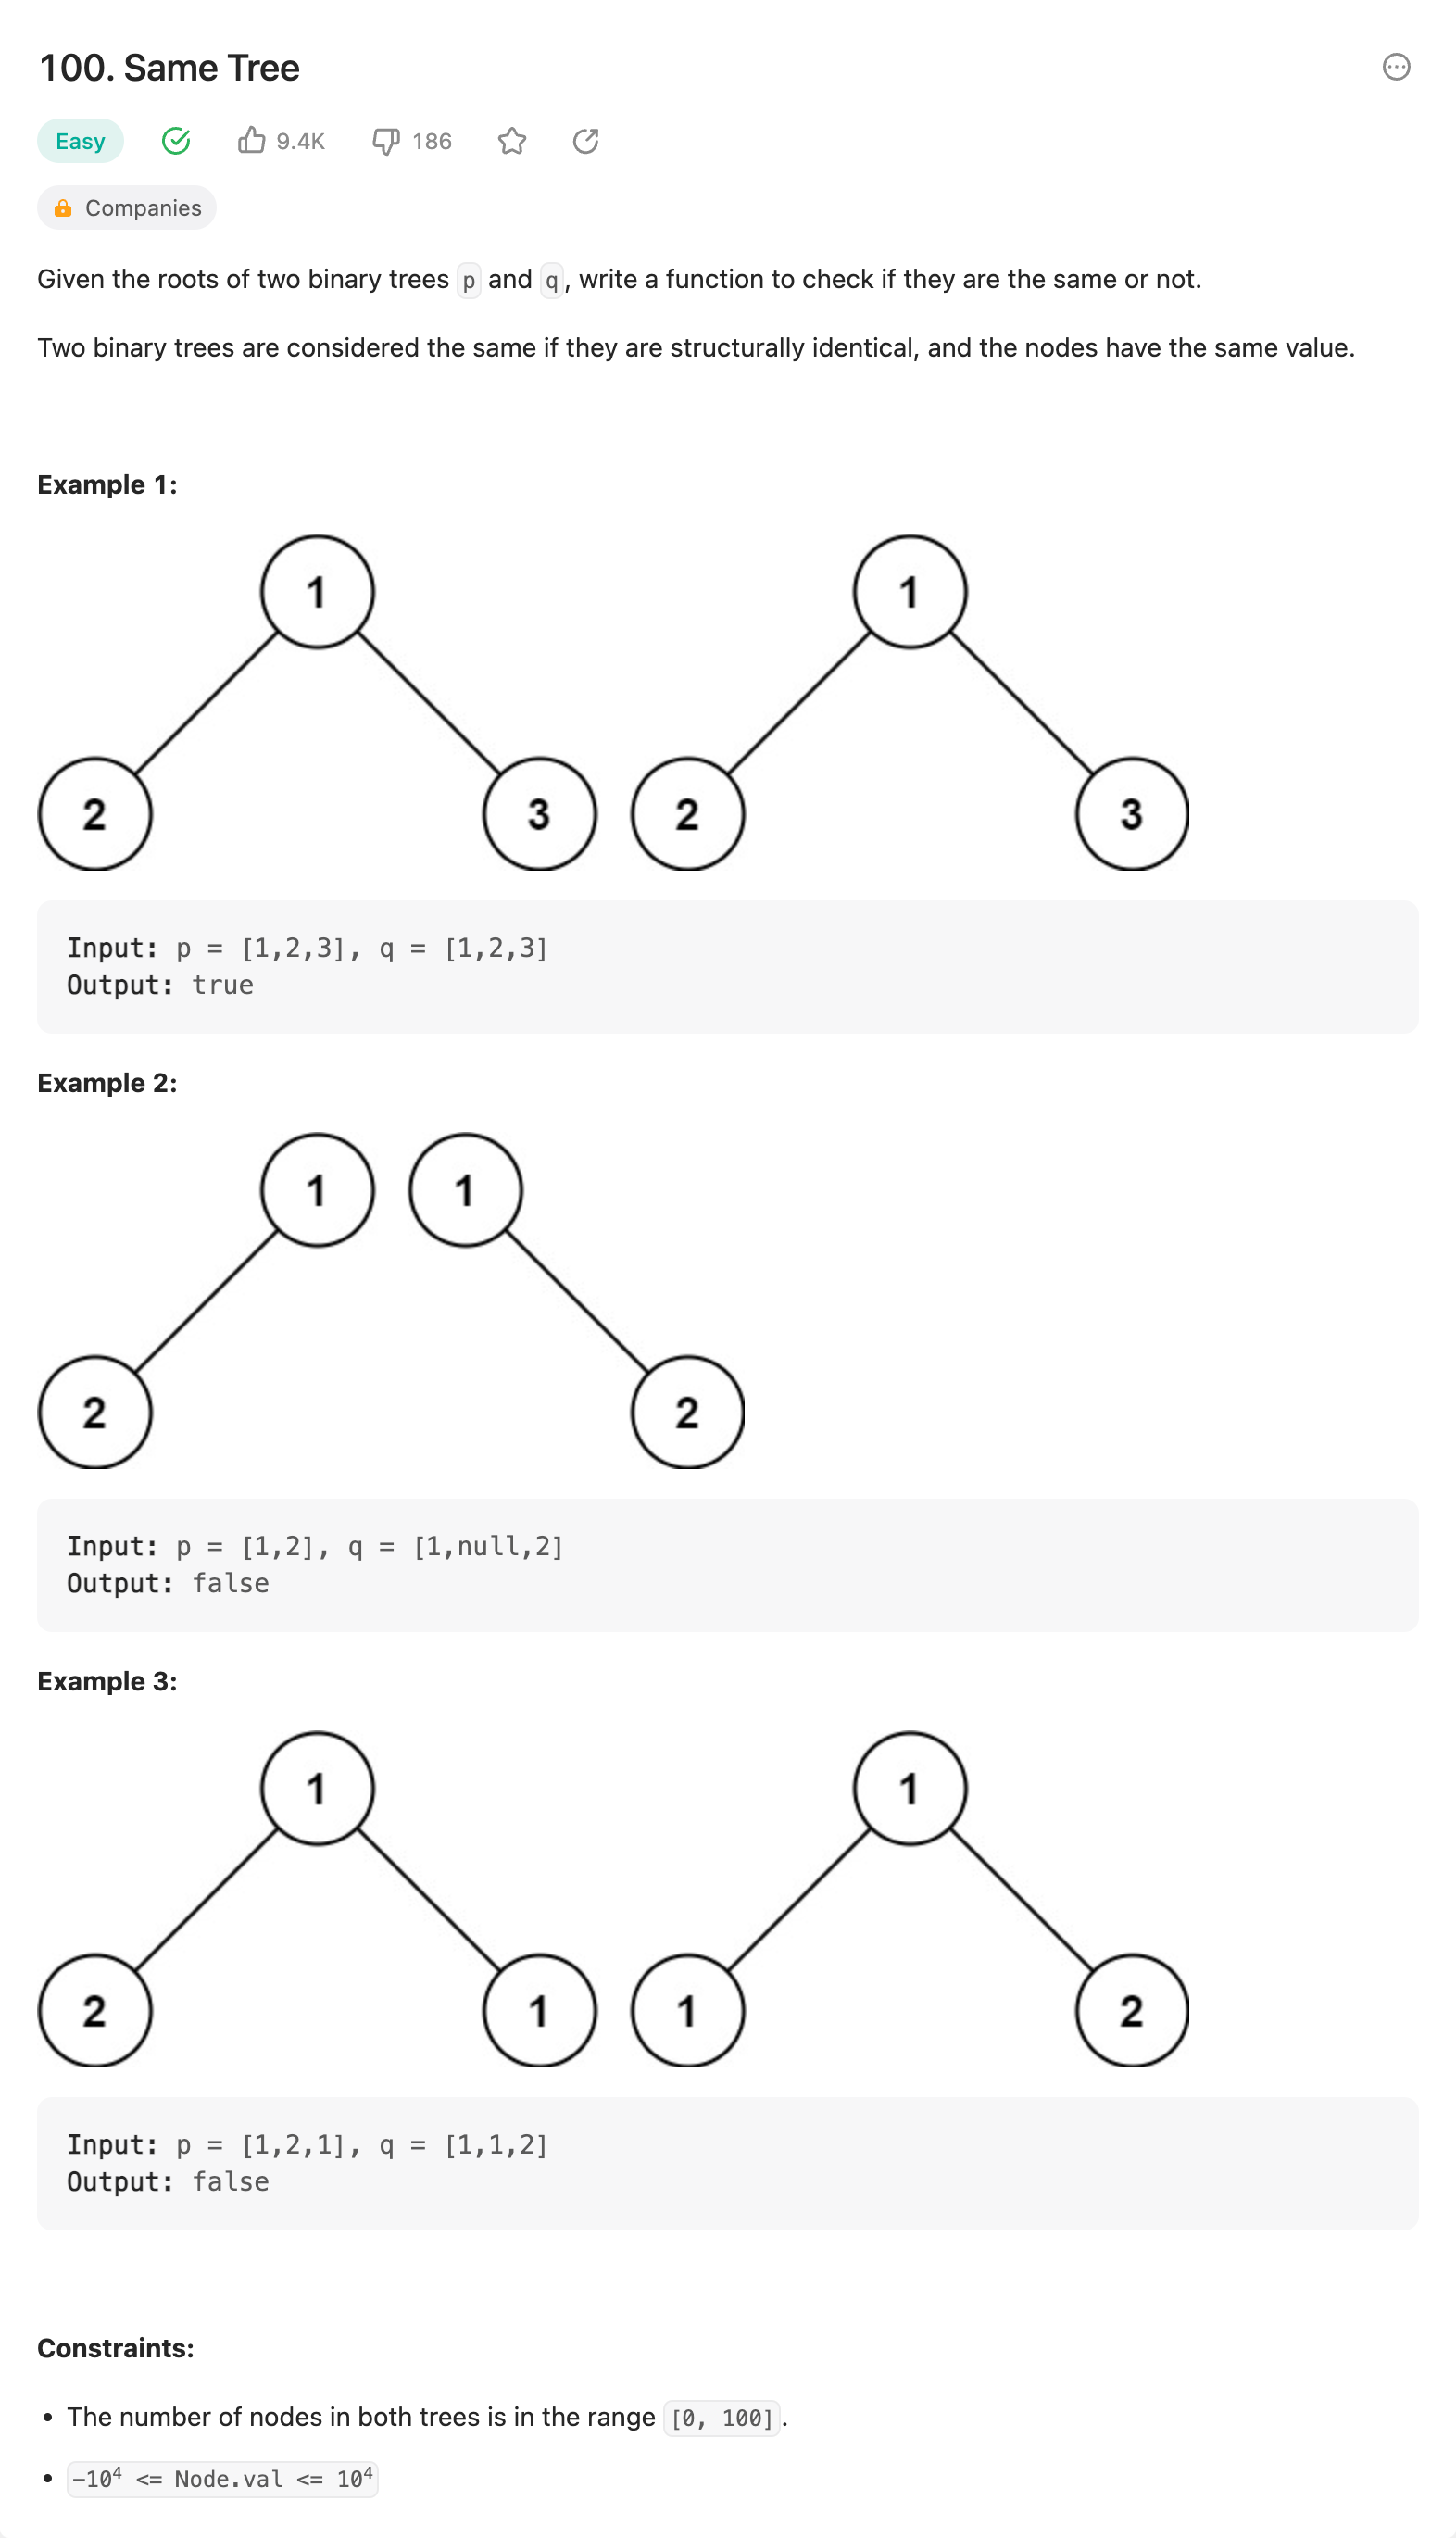 100. Same Tree
Easy 9.4K 186
Companies
Given the roots of two binary trees p and q, write a function to check if they are the same or not.
Two binary trees are considered the same if they are structurally identical, and the nodes have the same value.
Example 1:
1 1
2 3 2 3
Input: p = [1,2,3], q = [1,2,3]
Output: true
Example 2:
1 1
2 2
Input: p = [1,2], q = [1,null,2]
Output: false
Example 3:
1 1
2 1 1 2
Input: p = [1,2,1], q = [1,1,2]
Output: false
Constraints:
• The number of nodes in both trees is in the range [0, 100].
• -10⁴ <= Node.val <= 10⁴